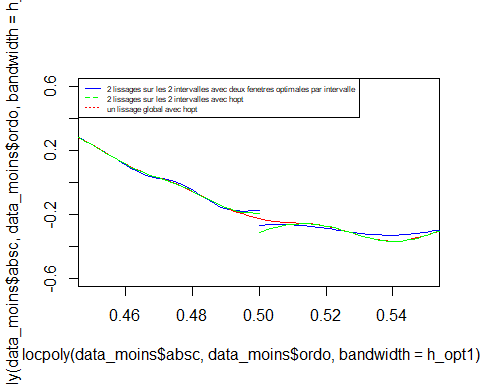 ly(data_moins$absc, data_moins$ordo, bandwidth = h_
0.6
0.2
-0.2
-0.6
2 lissages sur les 2 intervalles avec deux fenetres optimales par intervalle
2 lissages sur les 2 intervalles avec hopt
un lissage global avec hopt
0.46 0.48 0.50 0.52 0.54
locpoly(data_moins$absc, data_moins$ordo, bandwidth = h_opt1)